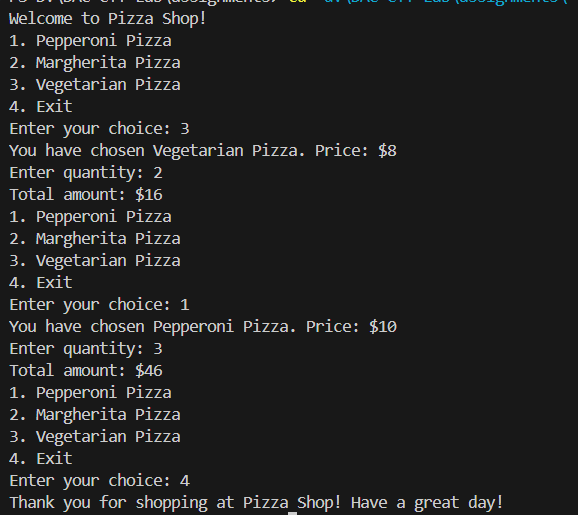 Welcome to Pizza Shop!
1. Pepperoni Pizza
2. Margherita Pizza
3. Vegetarian Pizza
4. Exit
Enter your choice: 3
You have chosen Vegetarian Pizza. Price: $8
Enter quantity: 2
Total amount: $16
1. Pepperoni Pizza
2. Margherita Pizza
3. Vegetarian Pizza
4. Exit
Enter your choice: 1
You have chosen Pepperoni Pizza. Price: $10
Enter quantity: 3
Total amount: $46
1. Pepperoni Pizza
2. Margherita Pizza
3. Vegetarian Pizza
4. Exit
Enter your choice: 4
Thank you for shopping at Pizza Shop! Have a great day!